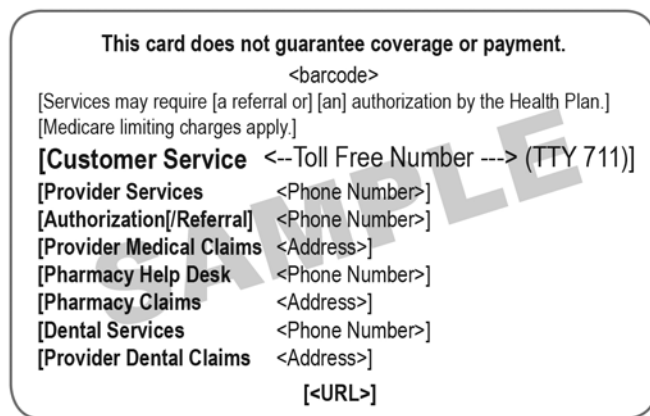 This card does not guarantee coverage or payment.
<barcode>
[Services may require [a referral or] [an] authorization by the Health Plan.]
[Medicare limiting charges apply.]
[Customer Service <--Toll Free Number ---> (TTY 711)]
[Provider Services <Phone Number>]
[Authorization[/Referral] <Phone Number>]
[Provider Medical Claims <Address>]
[Pharmacy Help Desk <Phone Number>]
[Pharmacy Claims <Address>]
[Dental Services <Phone Number>]
[Provider Dental Claims <Address>]
[<URL>]
SAMPLE